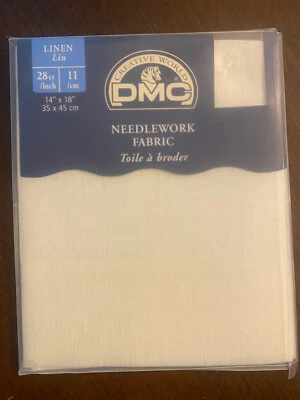 LINEN
Lin
28ct 11
/inch /cm
14" x 18"
35 x 45 cm
CREATIVE WORLD
DMC
NEEDLEWORK
FABRIC
Toile à broder